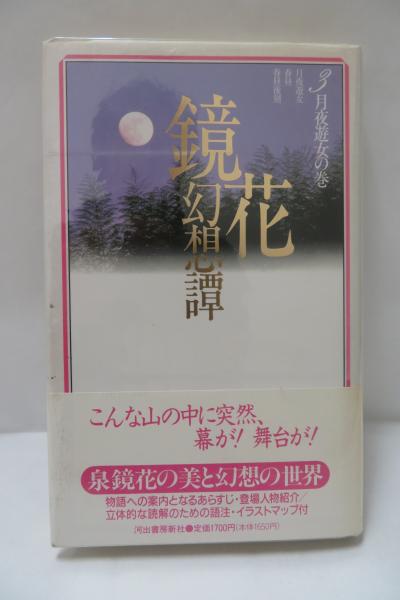 3月夜遊女の巻
月夜遊女
春昼
春昼後刻
鏡花
幻想譚
こんな山の中に突然、
幕が！舞台が！
泉鏡花の美と幻想の世界
物語への案内となるあらすじ・登場人物紹介／
立体的な読解のための語注・イラストマップ付
河出書房新社●定価1700円(本体1650円)